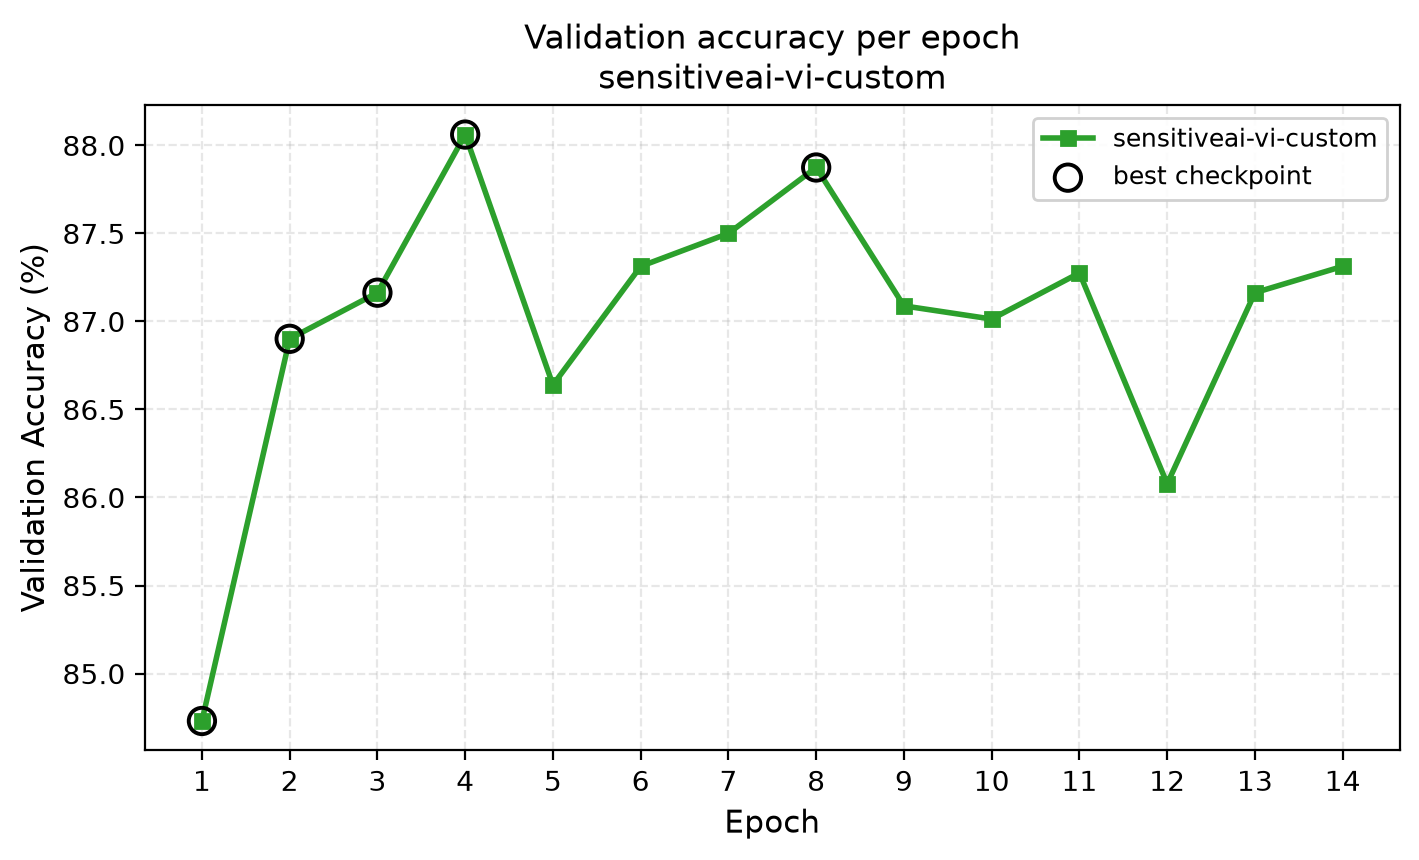 Validation accuracy per epoch
sensitiveai-vi-custom
sensitiveai-vi-custom
best checkpoint
Validation Accuracy (%)
88.0
87.5
87.0
86.5
86.0
85.5
85.0
1 2 3 4 5 6 7 8 9 10 11 12 13 14
Epoch